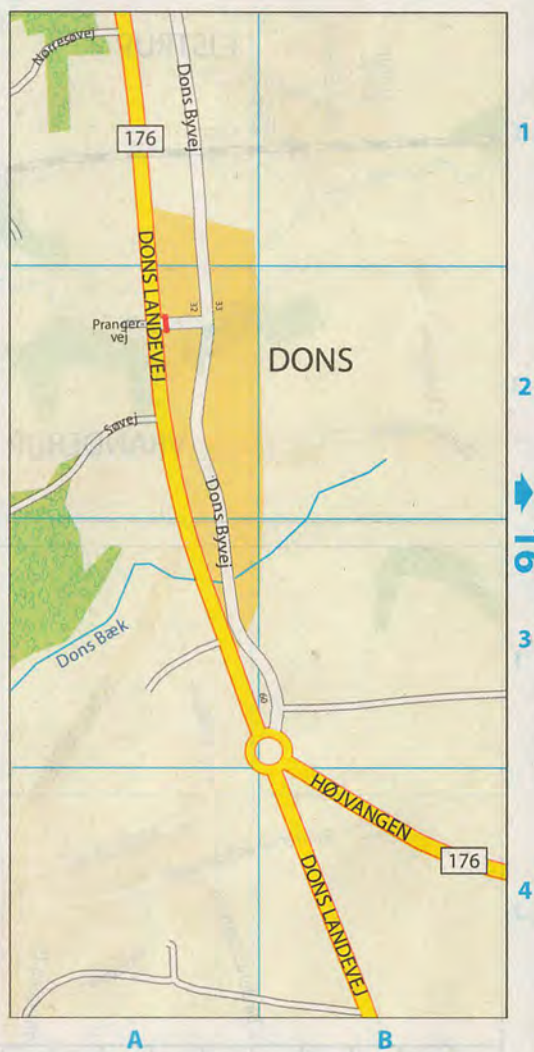 Nørresøvej
Dons Byvej
1
176
DONS LANDEVEJ
32
33
Pranger-
vej
DONS
2
Søvej
Dons Byvej
16
3
Dons Bæk
60
HØJVANGEN
176
DONS LANDEVEJ
4
A
B